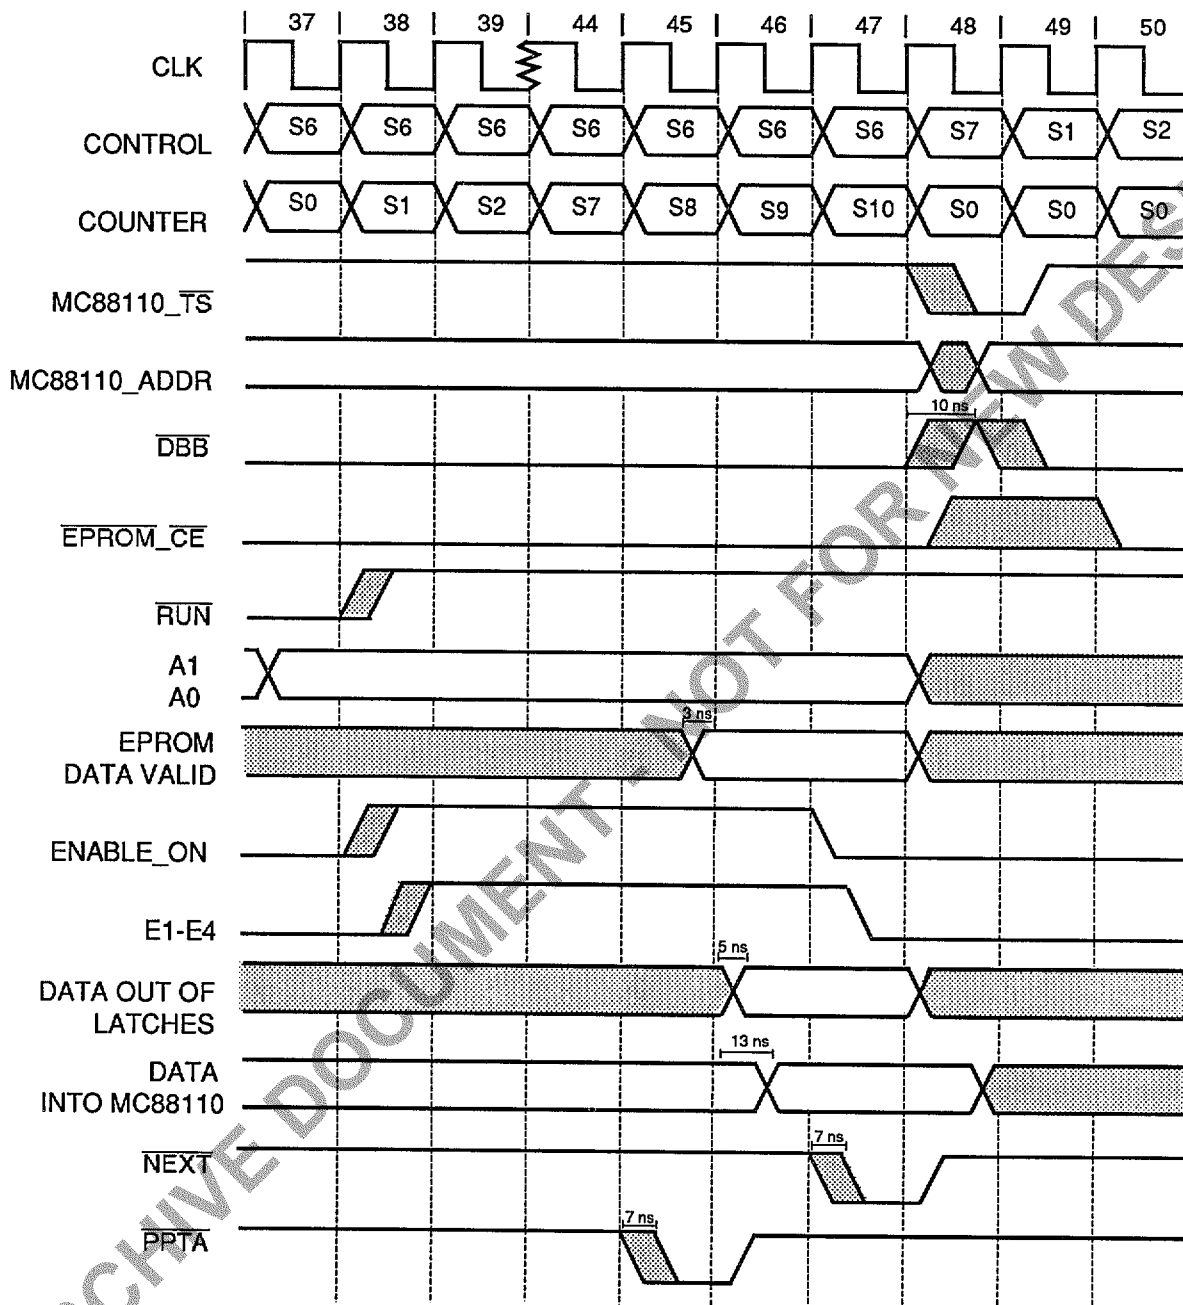 37 38 39 44 45 46 47 48 49 50
CLK
CONTROL S6 S6 S6 S6 S6 S6 S6 S7 S1 S2
COUNTER S0 S1 S2 S7 S8 S9 S10 S0 S0 S0
MC88110_TS
MC88110_ADDR
10 ns
DBB
EPROM_CE
RUN
A1
A0
3 ns
EPROM
DATA VALID
ENABLE_ON
E1-E4
5 ns
DATA OUT OF
LATCHES
13 ns
DATA
INTO MC88110
7 ns
NEXT
7 ns
PPTA
CHIVE DOCUMENT - NOT FOR NEW DES